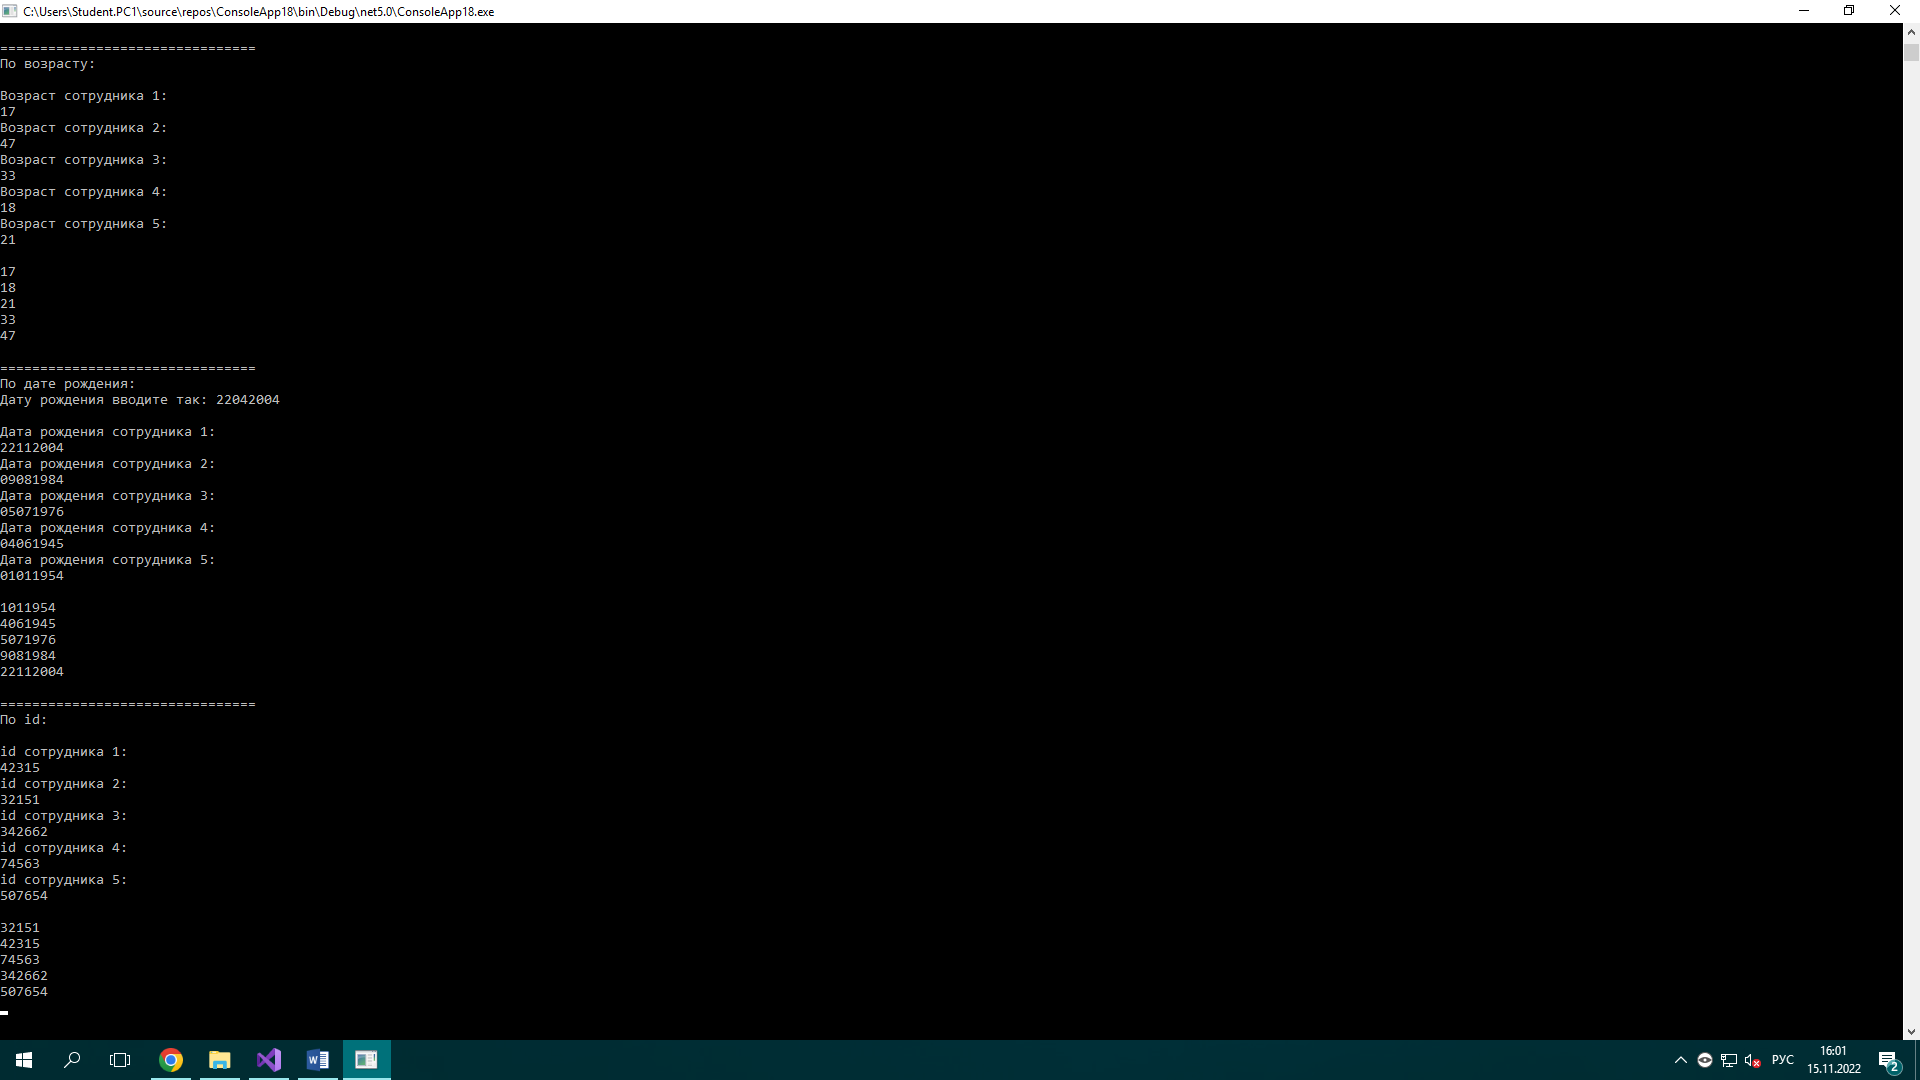 C:\Users\Student.PC1\source\repos\ConsoleApp18\bin\Debug\net5.0\ConsoleApp18.exe
================================
По возрасту:
Возраст сотрудника 1:
17
Возраст сотрудника 2:
47
Возраст сотрудника 3:
33
Возраст сотрудника 4:
18
Возраст сотрудника 5:
21
17
18
21
33
47
================================
По дате рождения:
Дату рождения вводите так: 22042004
Дата рождения сотрудника 1:
22112004
Дата рождения сотрудника 2:
09081984
Дата рождения сотрудника 3:
05071976
Дата рождения сотрудника 4:
04061945
Дата рождения сотрудника 5:
01011954
1011954
4061945
5071976
9081984
22112004
================================
По id:
id сотрудника 1:
42315
id сотрудника 2:
32151
id сотрудника 3:
342662
id сотрудника 4:
74563
id сотрудника 5:
507654
32151
42315
74563
342662
507654
РУС
16:01
15.11.2022
2